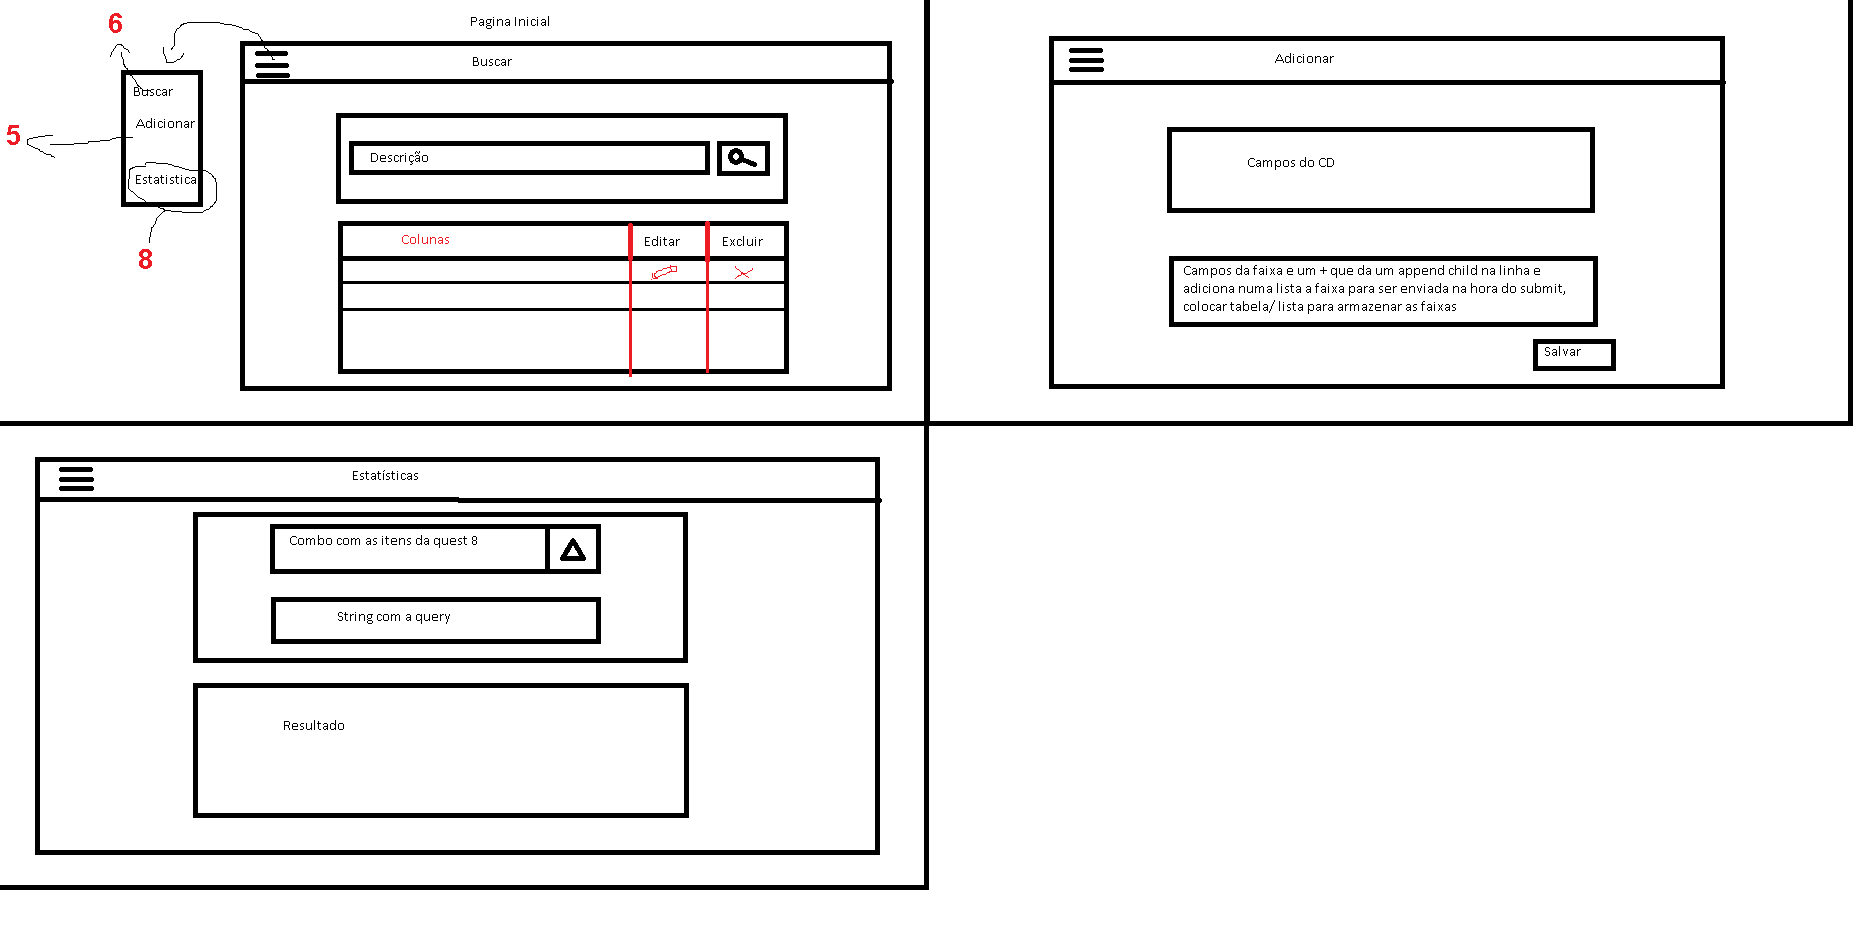 Pagina Inicial
6
Buscar
Buscar
Adicionar
5
Estatistica
8
Descrição
Colunas
Editar
Excluir
Adicionar
Campos do CD
Campos da faixa e um + que da um append child na linha e
adiciona numa lista a faixa para ser enviada na hora do submit,
colocar tabela/ lista para armazenar as faixas
Salvar
Estatísticas
Combo com as itens da quest 8
String com a query
Resultado